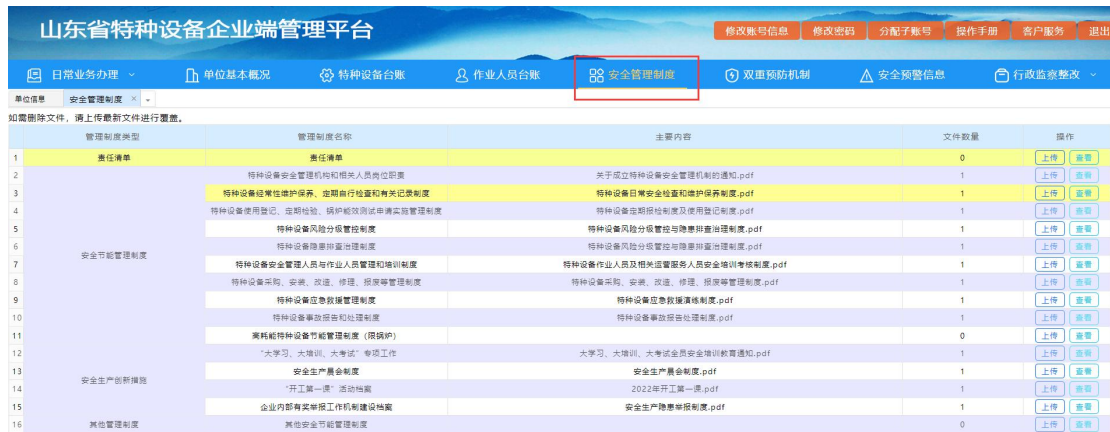 山东省特种设备企业端管理平台
修改账号信息 修改密码 分配子账号 操作手册 客户服务 退出
日常业务办理 单位基本概况 特种设备台账 作业人员台账 安全管理制度 双重预防机制 安全预警信息 行政监察整改
单位信息 安全管理制度 ×
如需删除文件，请上传最新文件进行覆盖。
管理制度类型 管理制度名称 主要内容 文件数量 操作
1 责任清单 责任清单 0 上传 查看
2 特种设备安全管理机构和相关人员岗位职责 关于成立特种设备安全管理机制的通知.pdf 1 上传 查看
3 特种设备经常性维护保养、定期自行检查和有关记录制度 特种设备日常安全检查和维护保养制度.pdf 1 上传 查看
4 特种设备使用登记、定期检验、锅炉能效测试申请实施管理制度 特种设备定期报检制度及使用登记制度.pdf 1 上传 查看
5 特种设备风险分级管控制度 特种设备风险分级管控与隐患排查治理制度.pdf 1 上传 查看
6 特种设备隐患排查治理制度 特种设备风险分级管控与隐患排查治理制度.pdf 1 上传 查看
安全节能管理制度
7 特种设备安全管理人员与作业人员管理和培训制度 特种设备作业人员及相关运营服务人员安全培训考核制度.pdf 1 上传 查看
8 特种设备采购、安装、改造、修理、报废等管理制度 特种设备采购、安装、改造、修理、报废等管理制度.pdf 1 上传 查看
9 特种设备应急救援管理制度 特种设备应急救援演练制度.pdf 1 上传 查看
10 特种设备事故报告和处理制度 特种设备事故报告处理制度.pdf 1 上传 查看
11 高耗能特种设备节能管理制度（限锅炉） 0 上传 查看
12 “大学习、大培训、大考试”专项工作 大学习、大培训、大考试全员安全培训教育通知.pdf 1 上传 查看
13 安全生产晨会制度 安全生产晨会制度.pdf 1 上传 查看
安全生产创新措施
14 “开工第一课”活动档案 2022年开工第一课.pdf 1 上传 查看
15 企业内部有奖举报工作机制建设档案 安全生产隐患举报制度.pdf 1 上传 查看
16 其他管理制度 其他安全节能管理制度 0 上传 查看